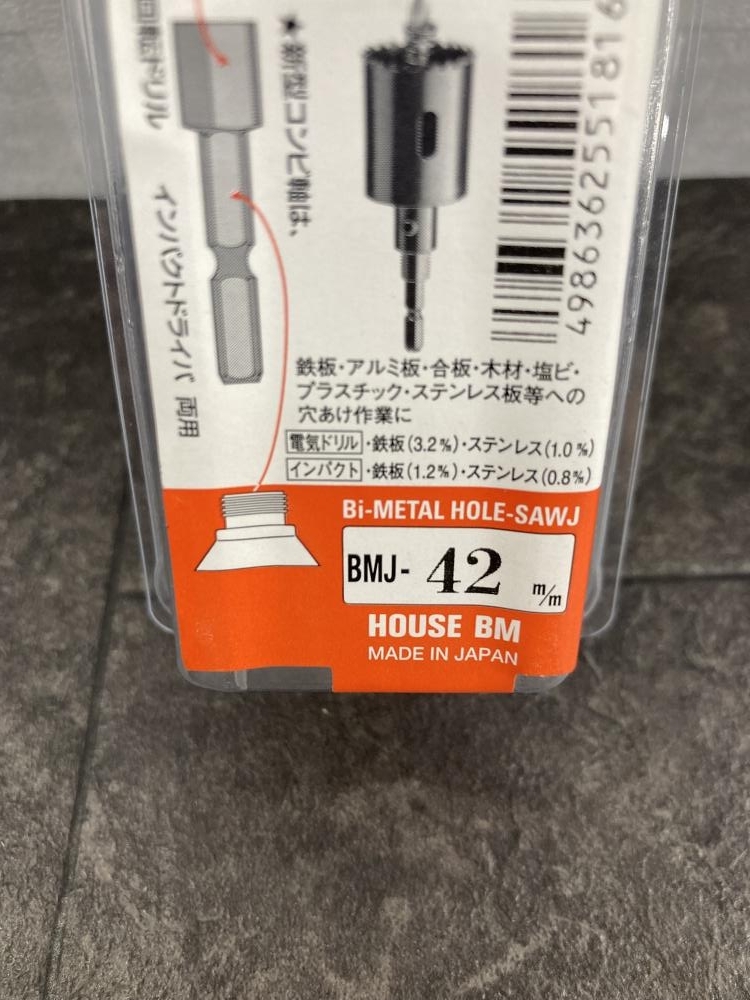 回転ドリル
インパクトドライバ 両用
★新型コンビ軸は、
4986362551816
鉄板・アルミ板・合板・木材・塩ビ・
プラスチック・ステンレス板等への
穴あけ作業に
電気ドリル・鉄板(3.2㎜)・ステンレス(1.0㎜)
インパクト・鉄板(1.2㎜)・ステンレス(0.8㎜)
Bi-METAL HOLE-SAWJ
BMJ- 42 m/m
HOUSE BM
MADE IN JAPAN